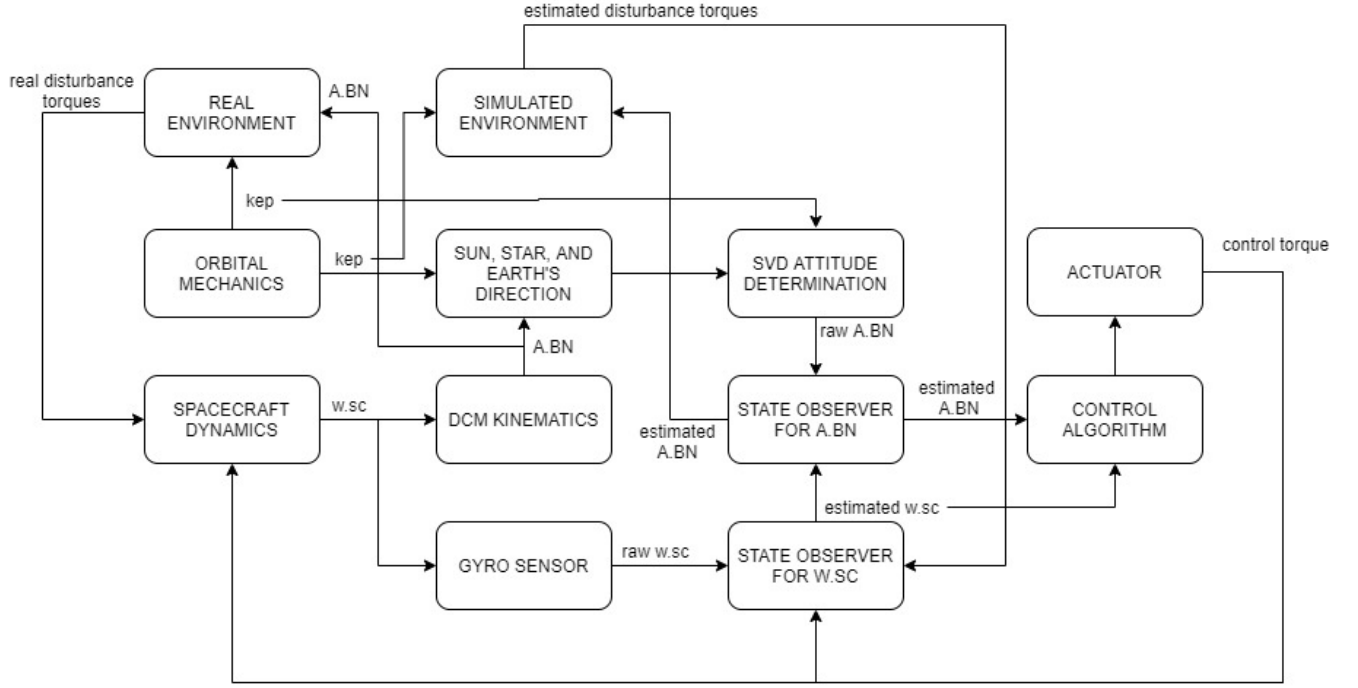 estimated disturbance torques
real disturbance
torques
REAL
ENVIRONMENT
A.BN
SIMULATED
ENVIRONMENT
kep
ORBITAL
MECHANICS
kep
SUN, STAR, AND
EARTH'S
DIRECTION
SVD ATTITUDE
DETERMINATION
ACTUATOR
control torque
raw A.BN
A.BN
SPACECRAFT
DYNAMICS
w.sc
DCM KINEMATICS
estimated
A.BN
STATE OBSERVER
FOR A.BN
estimated
A.BN
CONTROL
ALGORITHM
estimated w.sc
GYRO SENSOR
raw w.sc
STATE OBSERVER
FOR W.SC